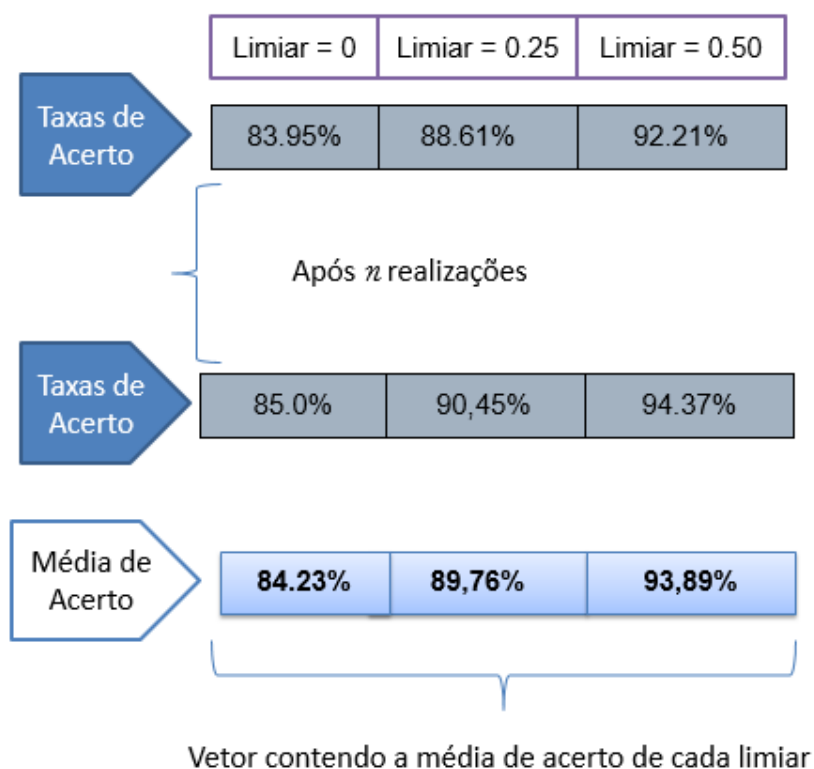 Limiar = 0 Limiar = 0.25 Limiar = 0.50
Taxas de
Acerto
83.95% 88.61% 92.21%
Após n realizações
Taxas de
Acerto
85.0% 90,45% 94.37%
Média de
Acerto
84.23% 89,76% 93,89%
Vetor contendo a média de acerto de cada limiar